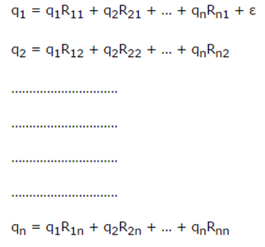 q₁ = q₁R₁₁ + q₂R₂₁ + ... + qₙRₙ₁ + ε
q₂ = q₁R₁₂ + q₂R₂₂ + ... + qₙRₙ₂
..............................
..............................
..............................
..............................
qₙ = q₁R₁ₙ + q₂R₂ₙ + ... + qₙRₙₙ